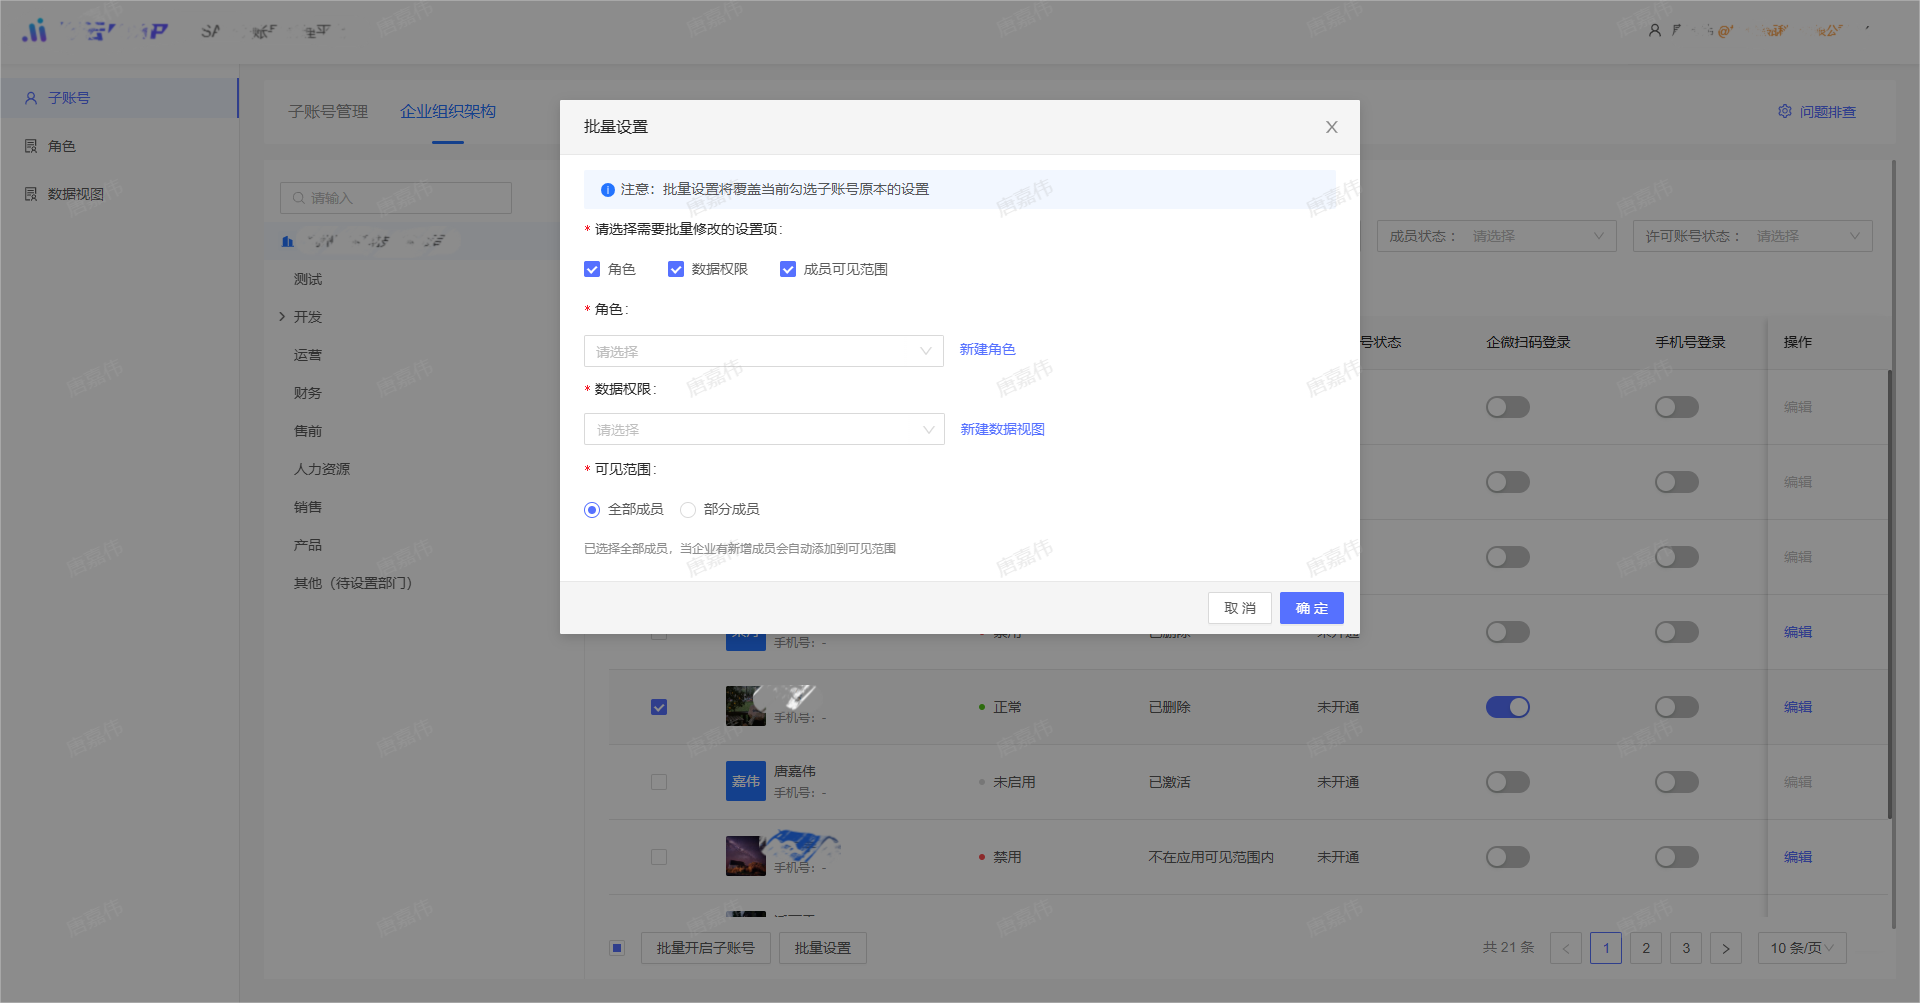 子账号
角色
数据视图
子账号管理
企业组织架构
问题排查
请输入
测试
开发
运营
财务
售前
人力资源
销售
产品
其他（待设置部门）
成员状态： 请选择
许可账号状态： 请选择
批量设置
注意：批量设置将覆盖当前勾选子账号原本的设置
* 请选择需要批量修改的设置项:
角色 数据权限 成员可见范围
* 角色:
请选择
新建角色
* 数据权限:
请选择
新建数据视图
* 可见范围:
全部成员 部分成员
已选择全部成员，当企业有新增成员会自动添加到可见范围
取消 确定
号状态 企微扫码登录 手机号登录 操作
编辑
编辑
编辑
手机号：-
编辑
正常 已删除 未开通 编辑
手机号：-
嘉伟 唐嘉伟
手机号：-
未启用 已激活 未开通 编辑
手机号：-
禁用 不在应用可见范围内 未开通 编辑
批量开启子账号 批量设置
共 21 条 < 1 2 3 > 10 条/页
唐嘉伟